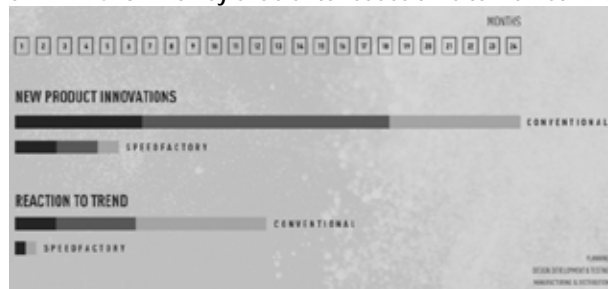 MONTHS
1 2 3 4 5 6 7 8 9 10 11 12 13 14 15 16 17 18 19 20 21 22 23 24
NEW PRODUCT INNOVATIONS
CONVENTIONAL
SPEEDFACTORY
REACTION TO TREND
CONVENTIONAL
SPEEDFACTORY
PLANNING
DESIGN, DEVELOPMENT & TESTING
MANUFACTURING & DISTRIBUTION